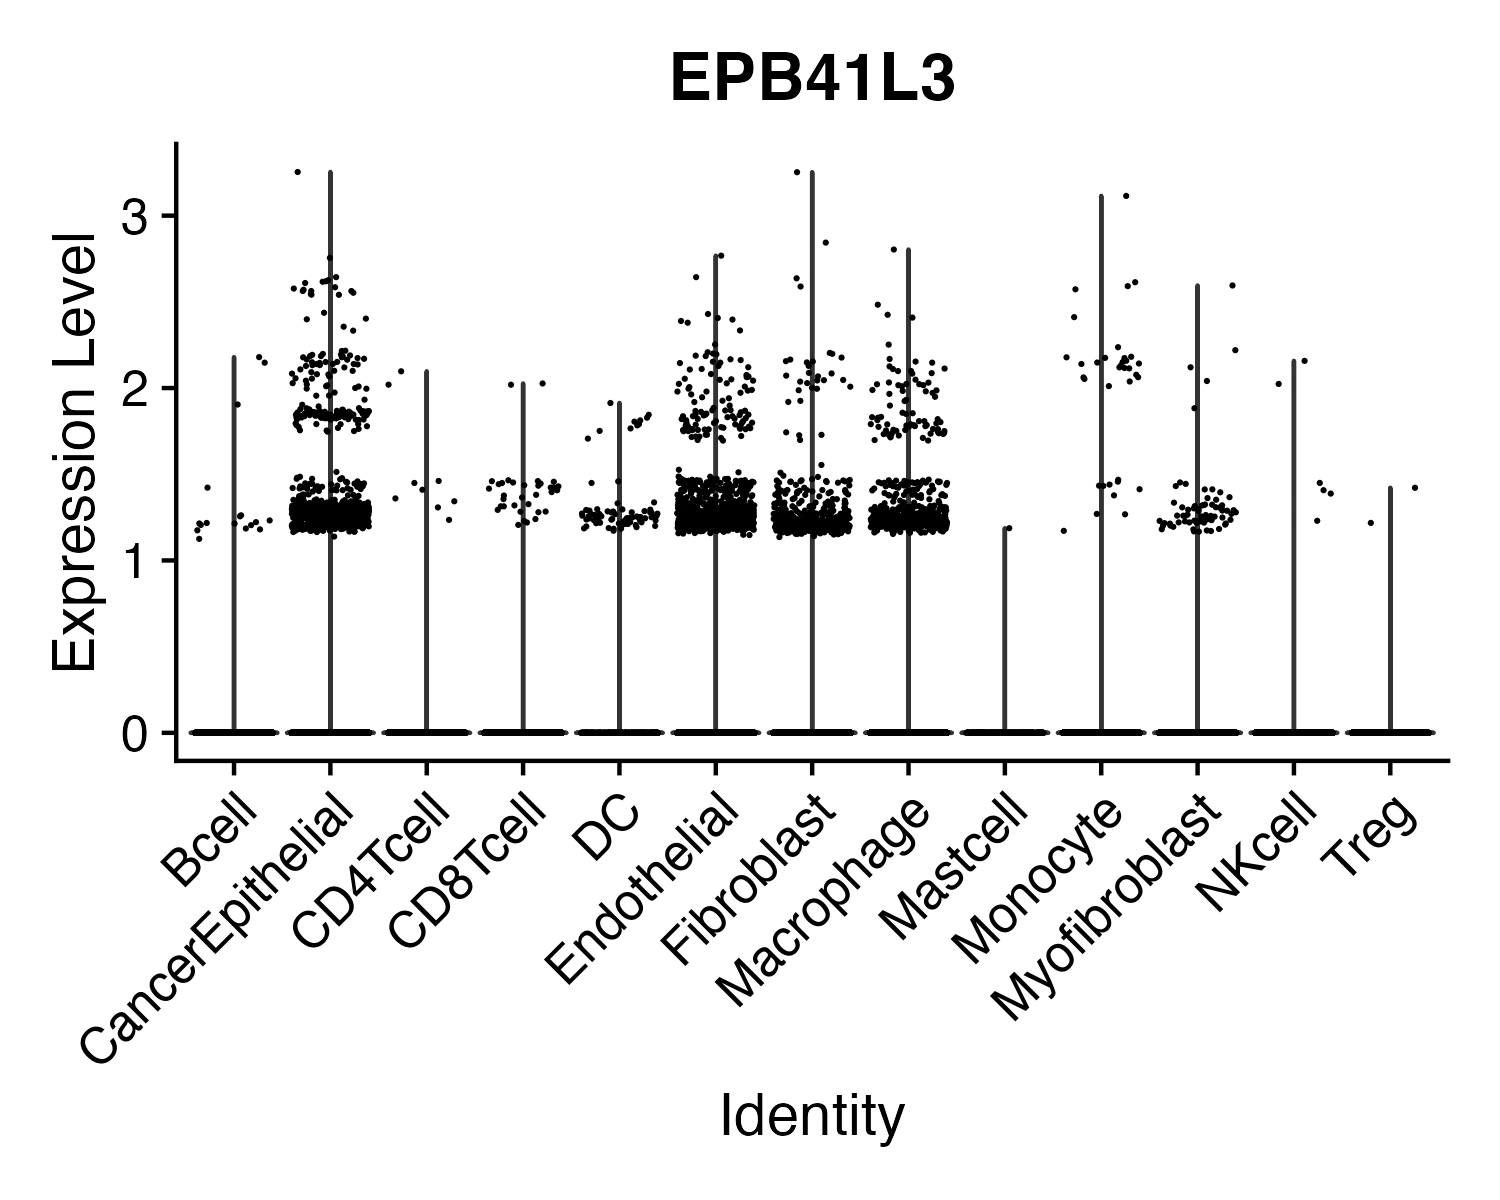 EPB41L3
Expression Level
3
2
1
0
Bcell
CancerEpithelial
CD4Tcell
CD8Tcell
DC
Endothelial
Fibroblast
Macrophage
Mastcell
Monocyte
Myofibroblast
NKcell
Treg
Identity